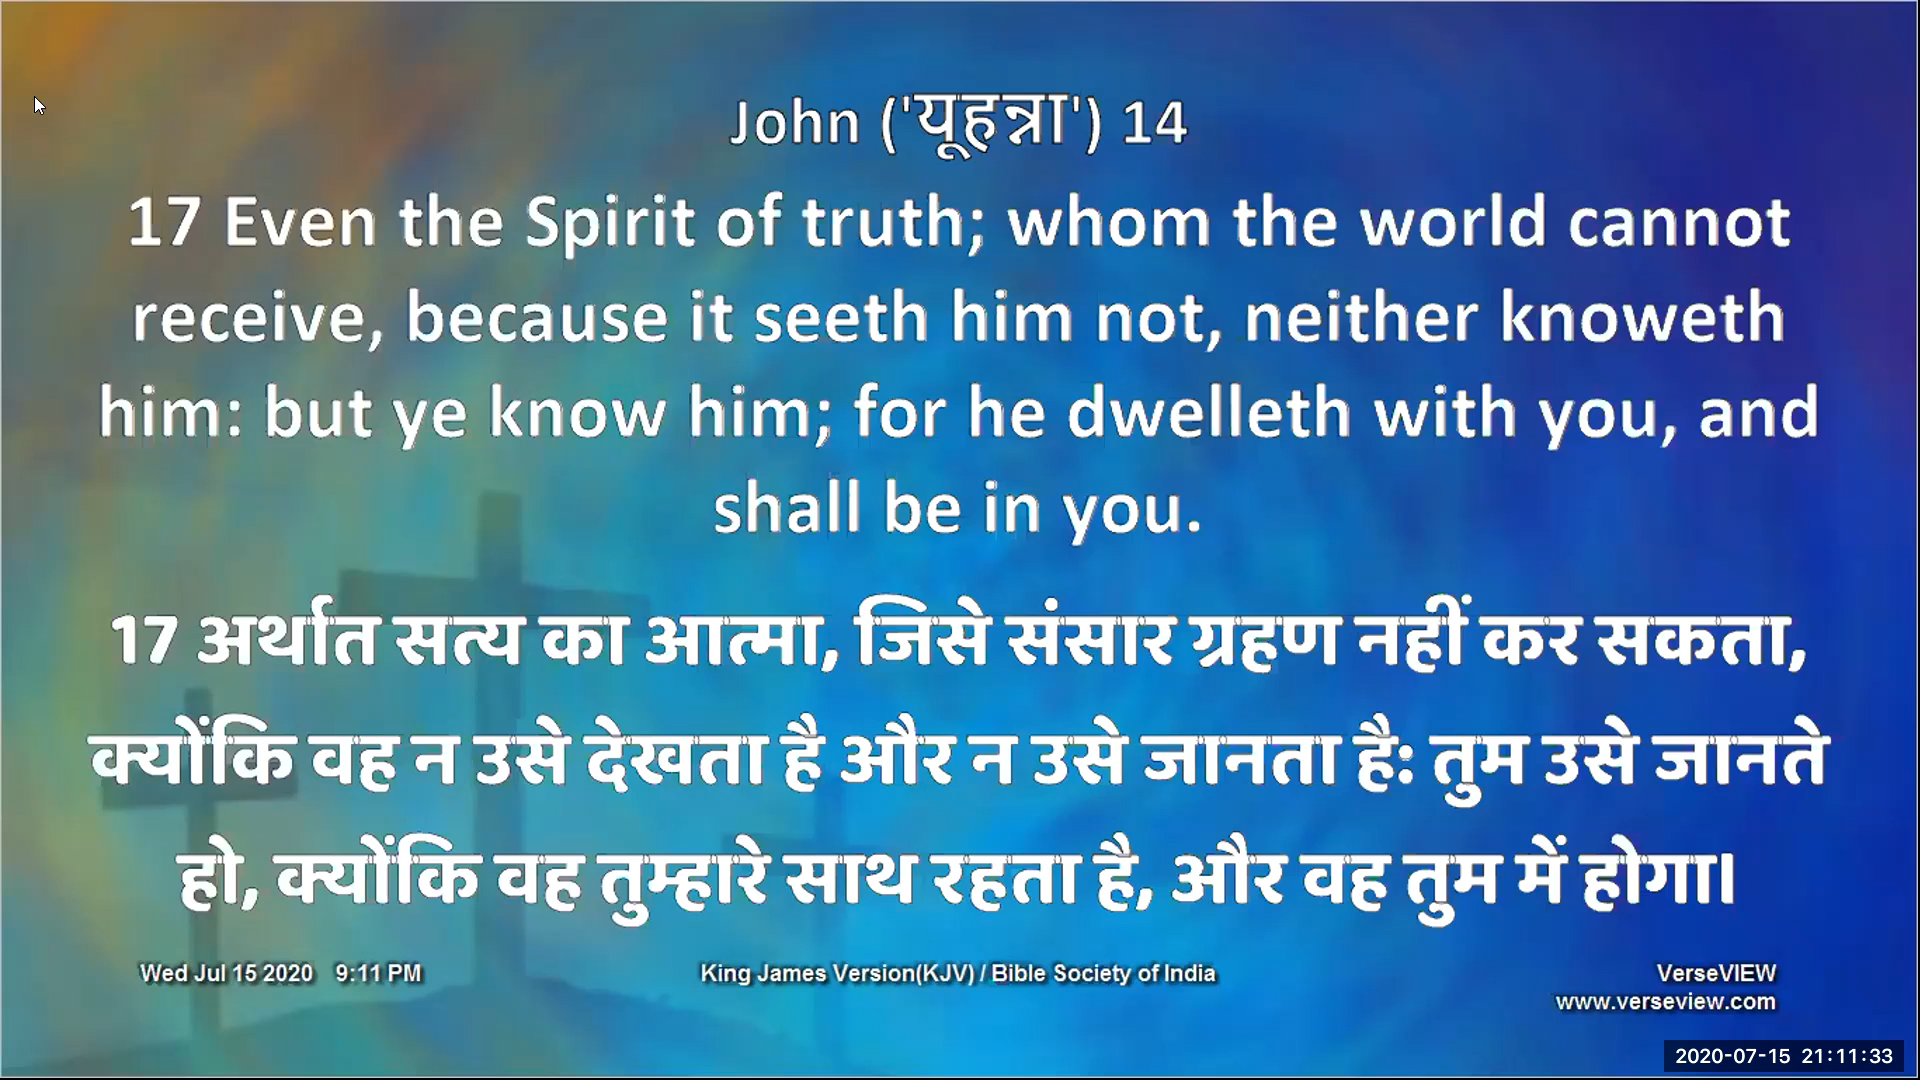 John ('यूहन्ना') 14
17 Even the Spirit of truth; whom the world cannot
receive, because it seeth him not, neither knoweth
him: but ye know him; for he dwelleth with you, and
shall be in you.
17 अर्थात सत्य का आत्मा, जिसे संसार ग्रहण नहीं कर सकता,
क्योंकि वह न उसे देखता है और न उसे जानता है: तुम उसे जानते
हो, क्योंकि वह तुम्हारे साथ रहता है, और वह तुम में होगा।
Wed Jul 15 2020 9:11 PM
King James Version(KJV) / Bible Society of India
VerseVIEW
www.verseview.com
2020-07-15 21:11:33